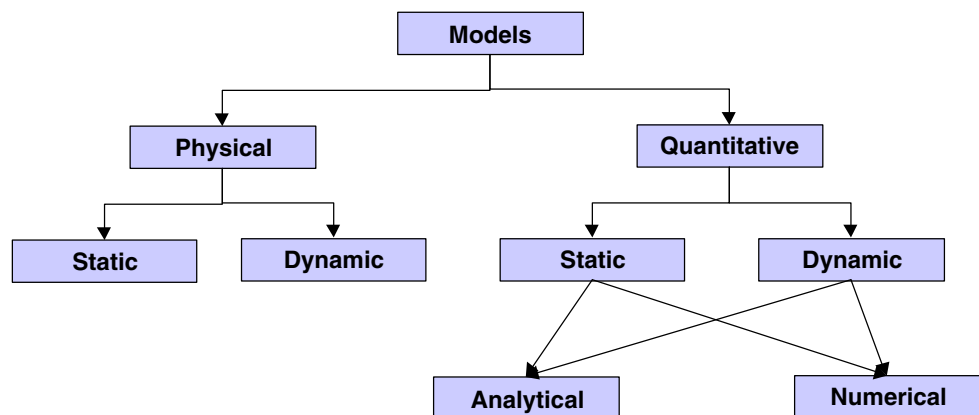 Models
Physical
Quantitative
Static
Dynamic
Static
Dynamic
Analytical
Numerical